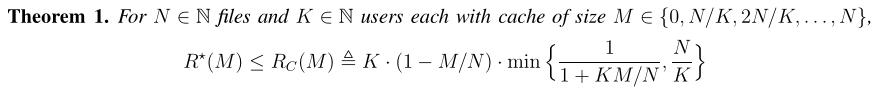 Theorem 1. For N ∈ ℕ files and K ∈ ℕ users each with cache of size M ∈ {0, N/K, 2N/K, . . . , N},
R⋆(M) ≤ R_C(M) ≜ K · (1 − M/N) · min { 1 / (1 + KM/N), N / K }